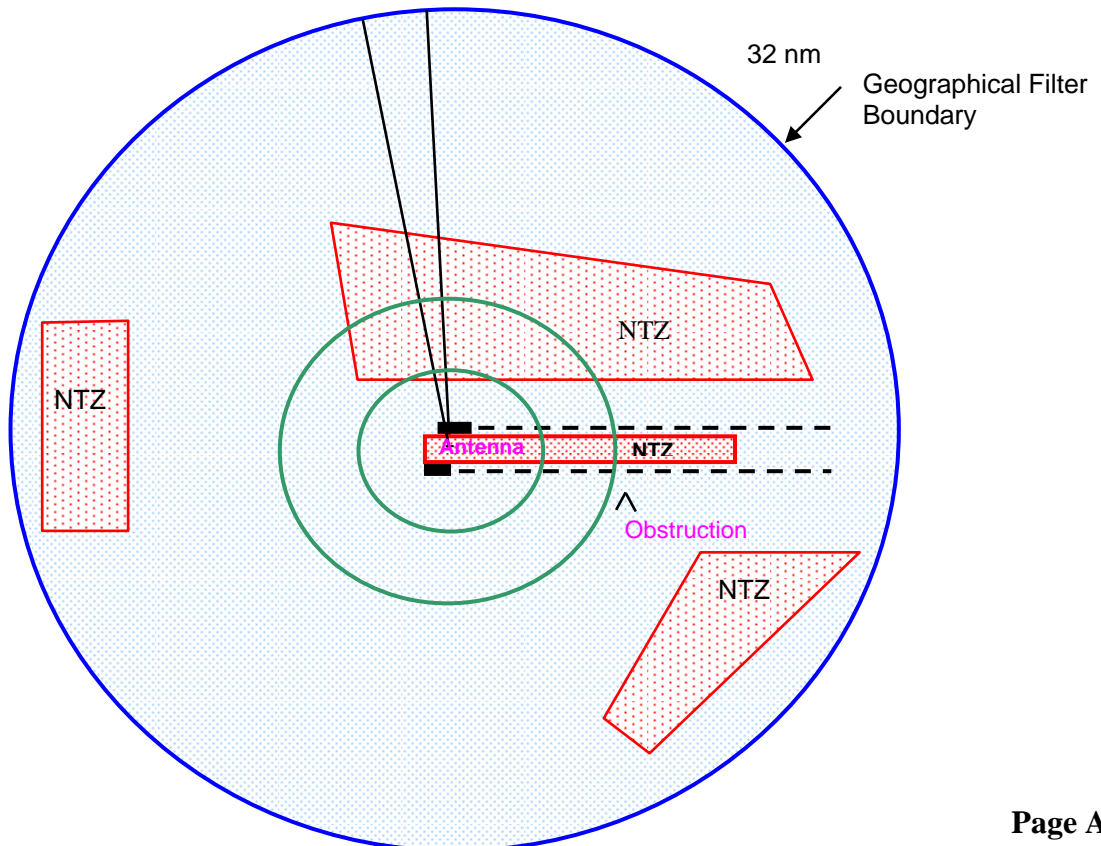 32 nm
Geographical Filter
Boundary
NTZ
NTZ
Antenna
NTZ
Obstruction
NTZ
Page A